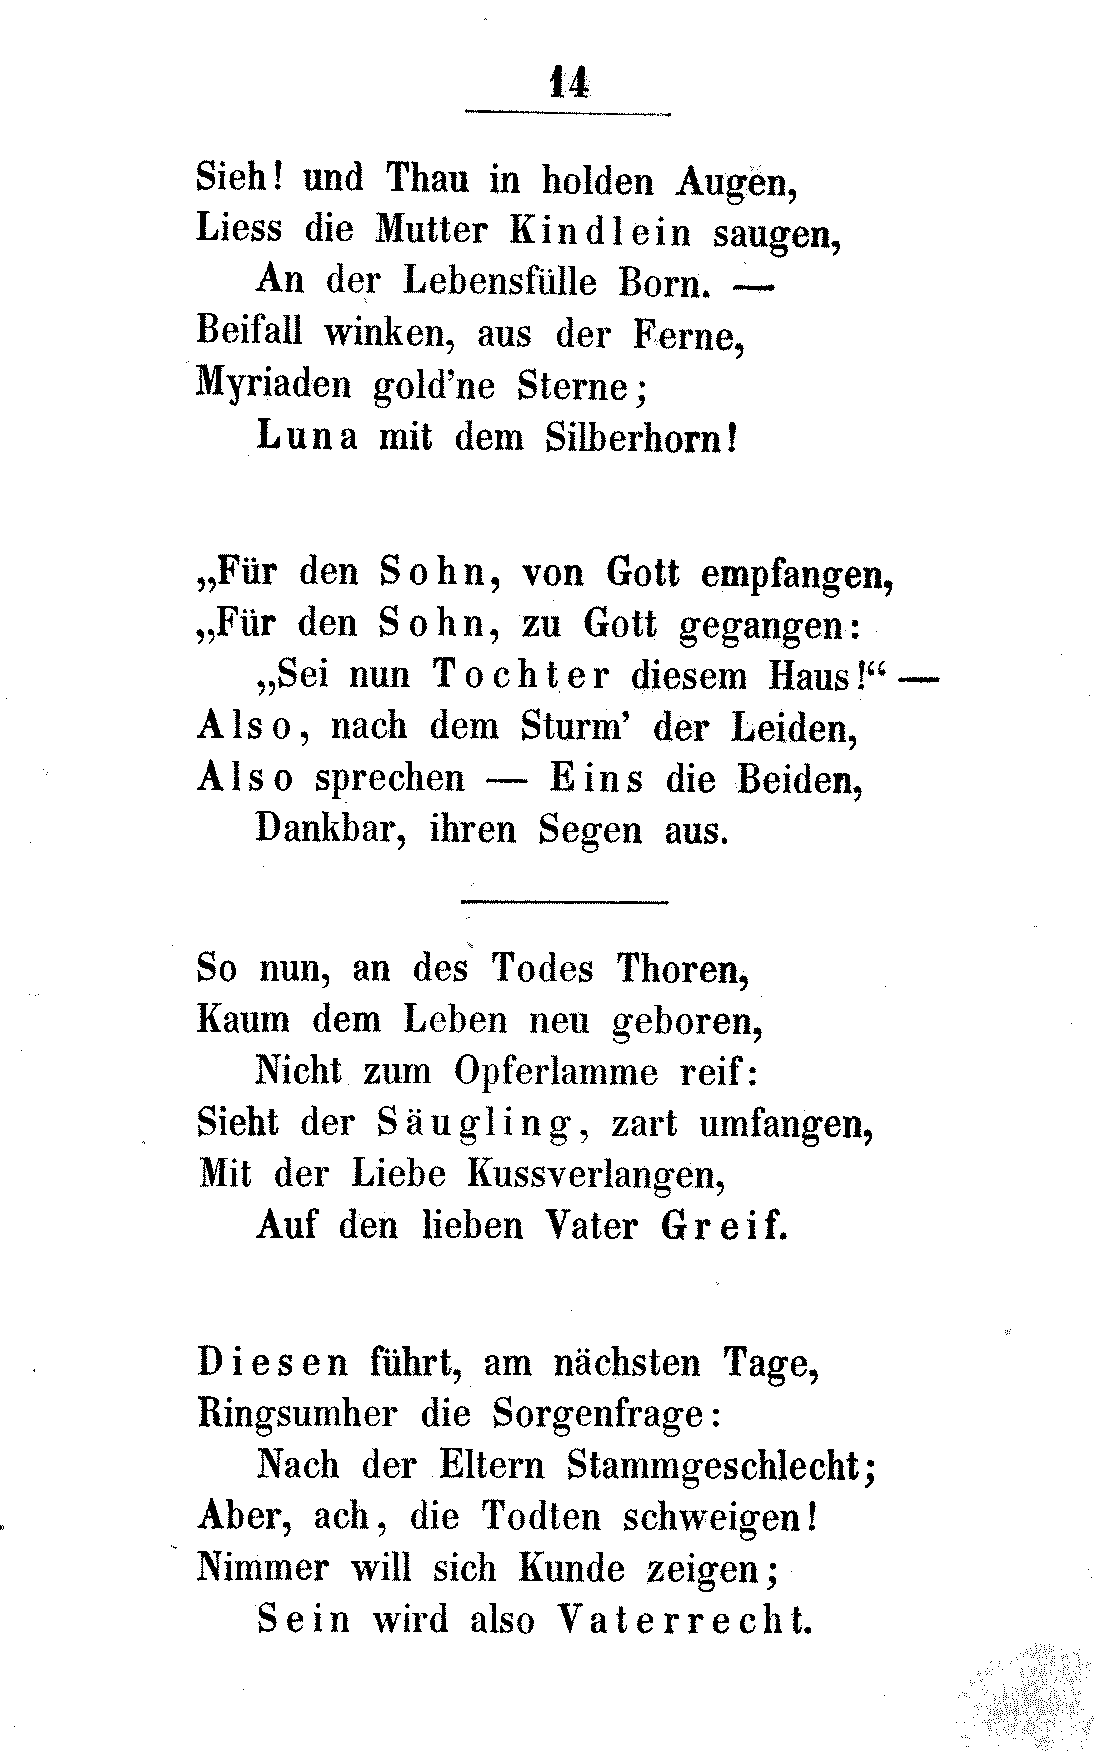 14
Sieh! und Thau in holden Augen,
Liess die Mutter Kindlein saugen,
An der Lebensfülle Born. —
Beifall winken, aus der Ferne,
Myriaden gold'ne Sterne;
Luna mit dem Silberhorn!
„Für den Sohn, von Gott empfangen,
„Für den Sohn, zu Gott gegangen:
„Sei nun Tochter diesem Haus!“ —
Also, nach dem Sturm' der Leiden,
Also sprechen — Eins die Beiden,
Dankbar, ihren Segen aus.
So nun, an des Todes Thoren,
Kaum dem Leben neu geboren,
Nicht zum Opferlamme reif:
Sieht der Säugling, zart umfangen,
Mit der Liebe Kussverlangen,
Auf den lieben Vater Greif.
Diesen führt, am nächsten Tage,
Ringsumher die Sorgenfrage:
Nach der Eltern Stammgeschlecht;
Aber, ach, die Todten schweigen!
Nimmer will sich Kunde zeigen;
Sein wird also Vaterrecht.